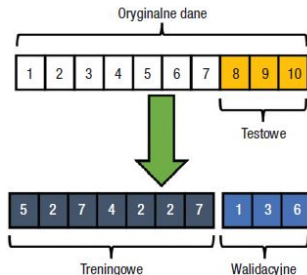 Oryginalne dane
1 2 3 4 5 6 7 8 9 10
Testowe
5 2 7 4 2 2 7 1 3 6
Treningowe Walidacyjne